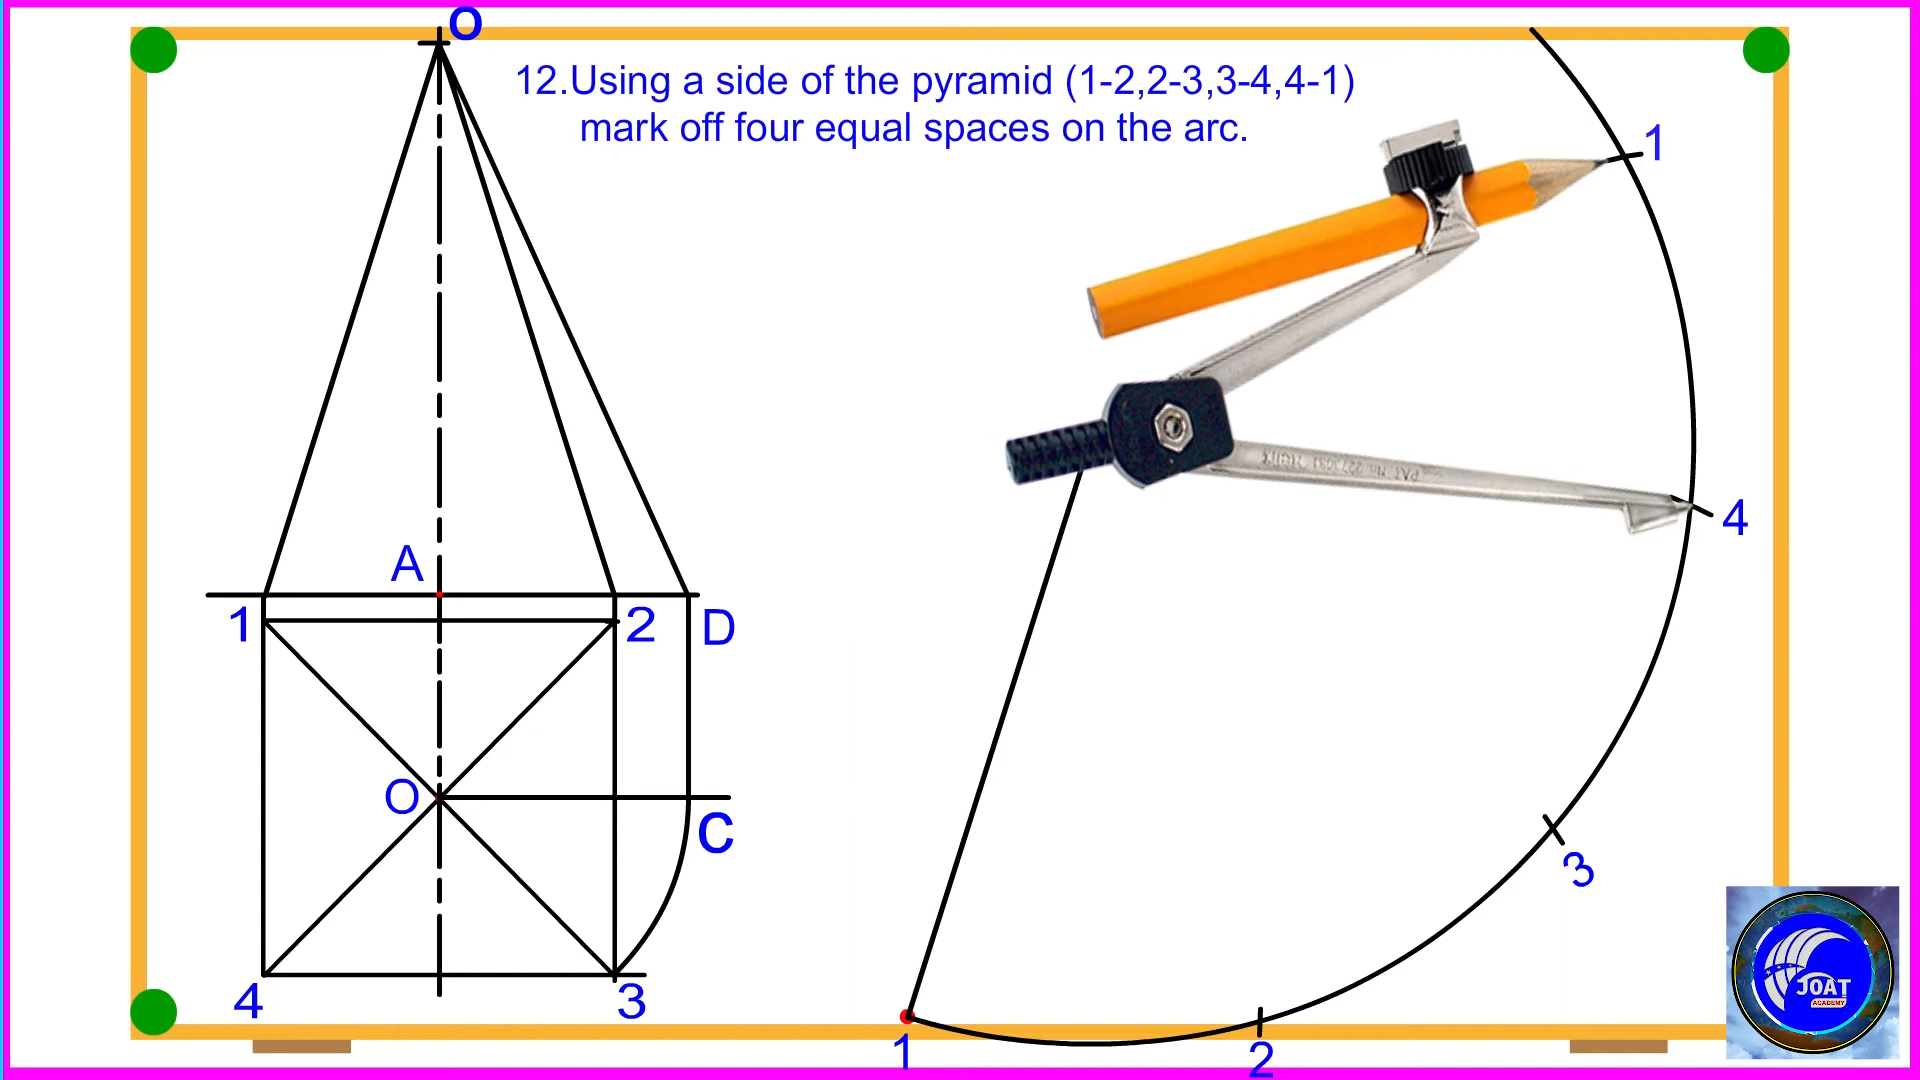 O
12.Using a side of the pyramid (1-2,2-3,3-4,4-1)
mark off four equal spaces on the arc.
1
4
A
1
2
D
O
C
3
4
3
1
2
JOAT
ACADEMY